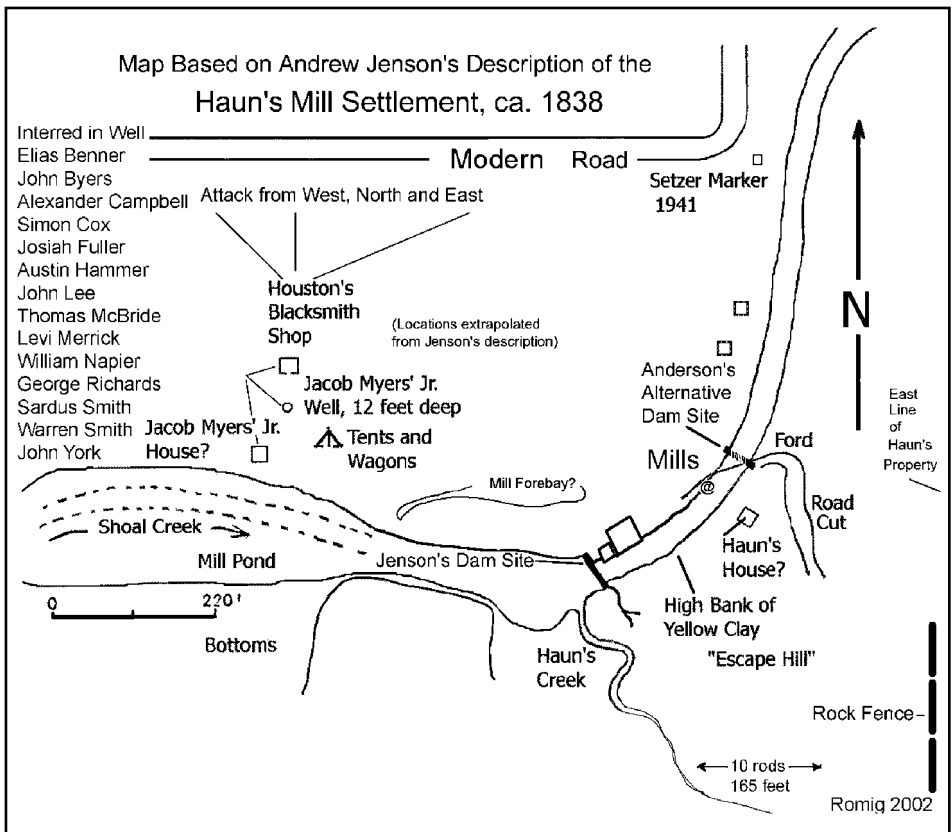 Map Based on Andrew Jenson's Description of the
Haun's Mill Settlement, ca. 1838
Interred in Well
Elias Benner
John Byers
Alexander Campbell
Simon Cox
Josiah Fuller
Austin Hammer
John Lee
Thomas McBride
Levi Merrick
William Napier
George Richards
Sardus Smith
Warren Smith
John York
Modern Road
Setzer Marker
1941
Attack from West, North and East
Houston's
Blacksmith
Shop
(Locations extrapolated
from Jenson's description)
N
Jacob Myers' Jr.
Well, 12 feet deep
Jacob Myers' Jr.
House?
Tents and
Wagons
Anderson's
Alternative
Dam Site
East
Line
of
Haun's
Property
Mills
Ford
@
Mill Forebay?
Road
Cut
Shoal Creek
Mill Pond
Jenson's Dam Site
Haun's
House?
0 220'
Bottoms
High Bank of
Yellow Clay
Haun's
Creek
"Escape Hill"
Rock Fence
10 rods
165 feet
Romig 2002